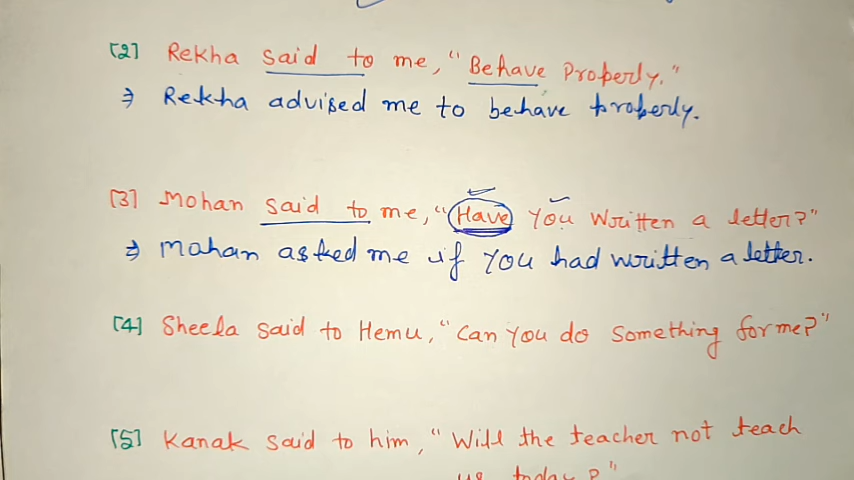 [2] Rekha said to me, "Behave Properly."
⇒ Rekha advised me to behave properly.
[3] Mohan said to me, "Have You Written a letter?"
⇒ Mohan asked me if You had written a letter.
[4] Sheela said to Hemu, "Can You do Something for me?"
[5] Kanak said to him, "Will the teacher not teach
us today?"